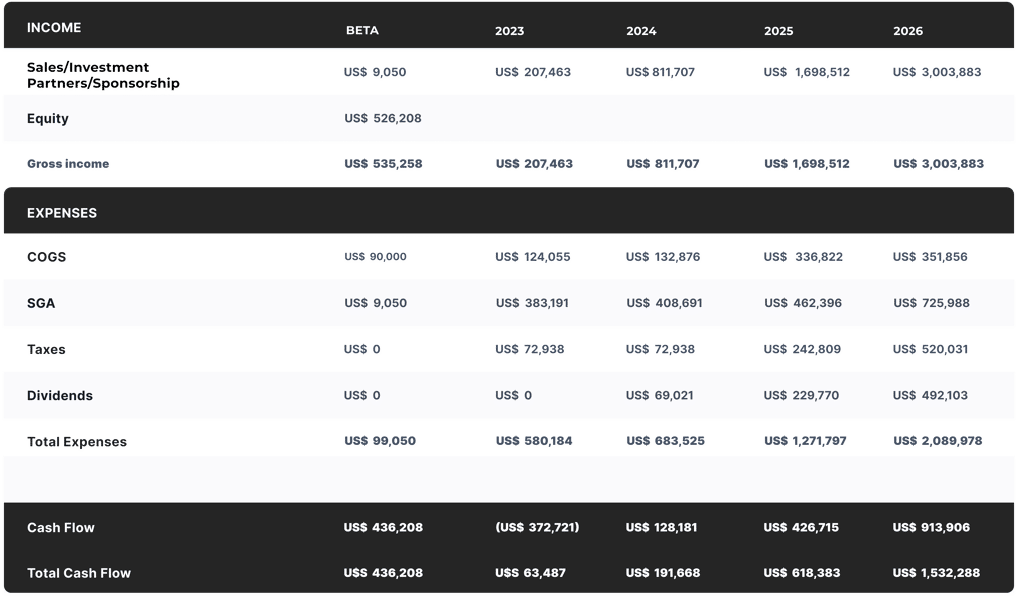 INCOME BETA 2023 2024 2025 2026
Sales/Investment
Partners/Sponsorship US$ 9,050 US$ 207,463 US$ 811,707 US$ 1,698,512 US$ 3,003,883
Equity US$ 526,208
Gross income US$ 535,258 US$ 207,463 US$ 811,707 US$ 1,698,512 US$ 3,003,883
EXPENSES
COGS US$ 90,000 US$ 124,055 US$ 132,876 US$ 336,822 US$ 351,856
SGA US$ 9,050 US$ 383,191 US$ 408,691 US$ 462,396 US$ 725,988
Taxes US$ 0 US$ 72,938 US$ 72,938 US$ 242,809 US$ 520,031
Dividends US$ 0 US$ 0 US$ 69,021 US$ 229,770 US$ 492,103
Total Expenses US$ 99,050 US$ 580,184 US$ 683,525 US$ 1,271,797 US$ 2,089,978
Cash Flow US$ 436,208 (US$ 372,721) US$ 128,181 US$ 426,715 US$ 913,906
Total Cash Flow U$S 436,208 U$S 63,487 US$ 191,668 US$ 618,383 US$ 1,532,288